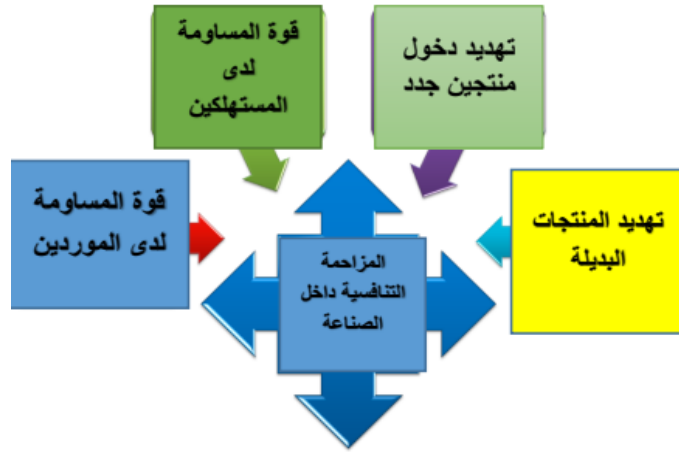 تهديد دخول
منتجين جدد
قوة المساومة
لدى
المستهلكين
تهديد المنتجات
البديلة
قوة المساومة
لدى الموردين
المزاحمة
التنافسية داخل
الصناعة